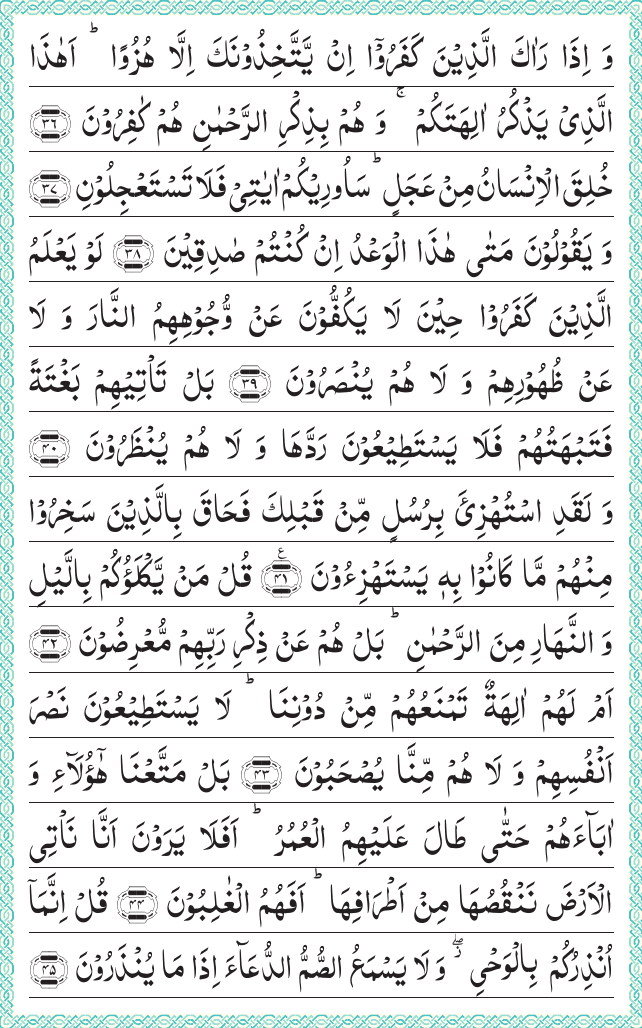 وَ اِذَا رَاٰكَ الَّذِیْنَ كَفَرُوْۤا اِنْ یَّتَّخِذُوْنَكَ اِلَّا هُزُوًا ؕ اَهٰذَا
الَّذِیْ یَذْكُرُ اٰلِهَتَكُمْ ۚ وَ هُمْ بِذِكْرِ الرَّحْمٰنِ هُمْ كٰفِرُوْنَ ﴿۳۶﴾
خُلِقَ الْاِنْسَانُ مِنْ عَجَلٍ ؕ سَاُورِیْكُمْ اٰیٰتِیْ فَلَا تَسْتَعْجِلُوْنِ ﴿۳۷﴾
وَ یَقُوْلُوْنَ مَتٰی هٰذَا الْوَعْدُ اِنْ كُنْتُمْ صٰدِقِیْنَ ﴿۳۸﴾ لَوْ یَعْلَمُ
الَّذِیْنَ كَفَرُوْا حِیْنَ لَا یَكُفُّوْنَ عَنْ وُّجُوْهِهِمُ النَّارَ وَ لَا
عَنْ ظُهُوْرِهِمْ وَ لَا هُمْ یُنْصَرُوْنَ ﴿۳۹﴾ بَلْ تَاْتِیْهِمْ بَغْتَةً
فَتَبْهَتُهُمْ فَلَا یَسْتَطِیْعُوْنَ رَدَّهَا وَ لَا هُمْ یُنْظَرُوْنَ ﴿۴۰﴾
وَ لَقَدِ اسْتُهْزِئَ بِرُسُلٍ مِّنْ قَبْلِكَ فَحَاقَ بِالَّذِیْنَ سَخِرُوْا
مِنْهُمْ مَّا كَانُوْا بِهٖ یَسْتَهْزِءُوْنَ ﴿۴۱﴾ ع قُلْ مَنْ یَّكْلَؤُكُمْ بِالَّیْلِ
وَ النَّهَارِ مِنَ الرَّحْمٰنِ ؕ بَلْ هُمْ عَنْ ذِكْرِ رَبِّهِمْ مُّعْرِضُوْنَ ﴿۴۲﴾
اَمْ لَهُمْ اٰلِهَةٌ تَمْنَعُهُمْ مِّنْ دُوْنِنَا ؕ لَا یَسْتَطِیْعُوْنَ نَصْرَ
اَنْفُسِهِمْ وَ لَا هُمْ مِّنَّا یُصْحَبُوْنَ ﴿۴۳﴾ بَلْ مَتَّعْنَا هٰۤؤُلَآءِ وَ
اٰبَآءَهُمْ حَتّٰی طَالَ عَلَیْهِمُ الْعُمُرُ ؕ اَفَلَا یَرَوْنَ اَنَّا نَاْتِی
الْاَرْضَ نَنْقُصُهَا مِنْ اَطْرَافِهَا ؕ اَفَهُمُ الْغٰلِبُوْنَ ﴿۴۴﴾ قُلْ اِنَّمَاۤ
اُنْذِرُكُمْ بِالْوَحْیِ ۖ٘ وَ لَا یَسْمَعُ الصُّمُّ الدُّعَآءَ اِذَا مَا یُنْذَرُوْنَ ﴿۴۵﴾